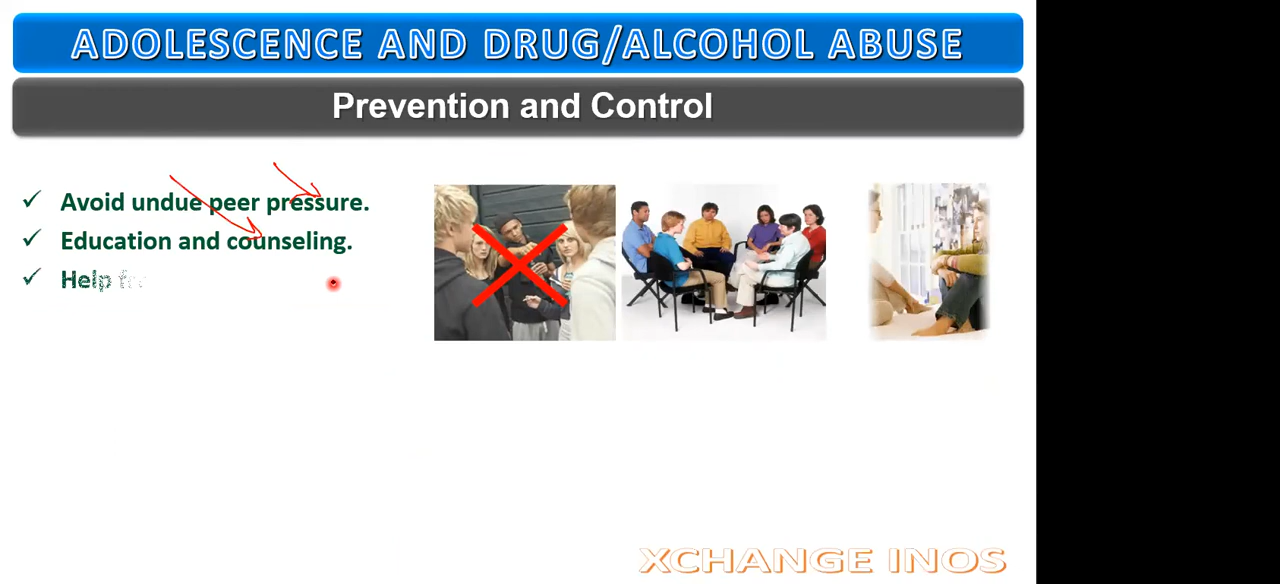 ADOLESCENCE AND DRUG/ALCOHOL ABUSE
Prevention and Control
✓ Avoid undue peer pressure.
✓ Education and counseling.
✓ Help
XCHANGE INOS